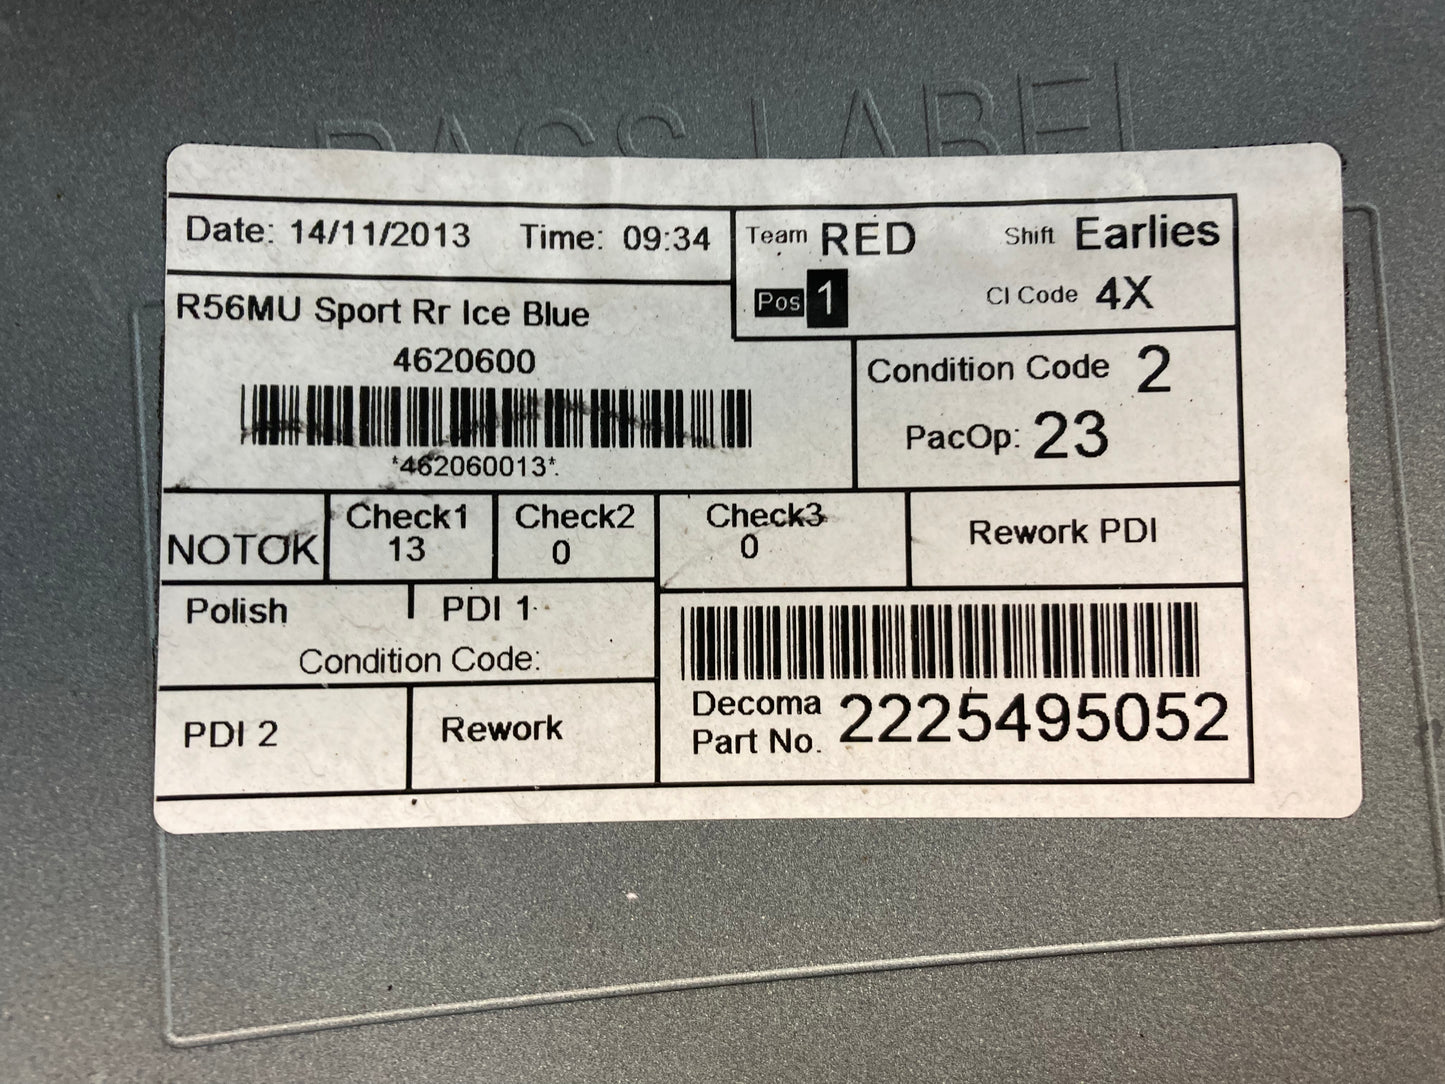 PAGS LABEL
Date: 14/11/2013 Time: 09:34
Team RED Shift Earlies
Pos 1 CI Code 4X
R56MU Sport Rr Ice Blue
4620600
*462060013*
Condition Code 2
PacOp: 23
NOTOK
Check1
13
Check2
0
Check3
0
Rework PDI
Polish
PDI 1
Condition Code:
PDI 2
Rework
Decoma
Part No. 2225495052